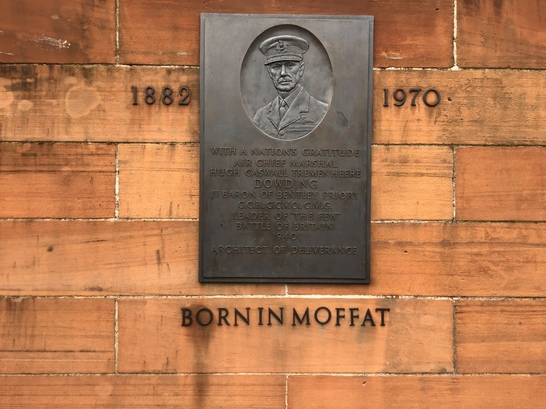 1882
1970
WITH A NATION'S GRATITUDE
AIR CHIEF MARSHAL
HUGH CASWALL TREMENHEERE
DOWDING
1st BARON OF BENTLEY PRIORY
G.C.B. G.C.V.O. C.M.G.
LEADER OF THE FEW
BATTLE OF BRITAIN
1940
ARCHITECT OF DELIVERANCE
BORN IN MOFFAT